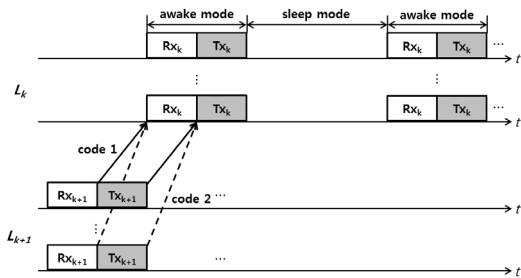 awake mode sleep mode awake mode
Rxk Txk Rxk Txk ... t
Lk ⋮ ⋮
Rxk Txk Rxk Txk ... t
code 1
Rxk+1 Txk+1 code 2 ... t
Lk+1 ⋮
Rxk+1 Txk+1 ... t